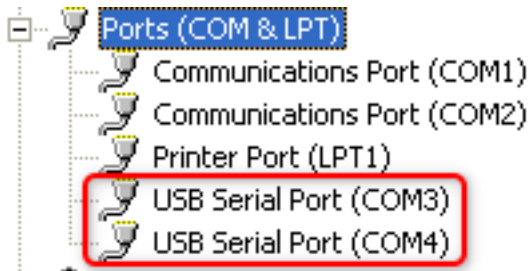 Ports (COM & LPT)
Communications Port (COM1)
Communications Port (COM2)
Printer Port (LPT1)
USB Serial Port (COM3)
USB Serial Port (COM4)